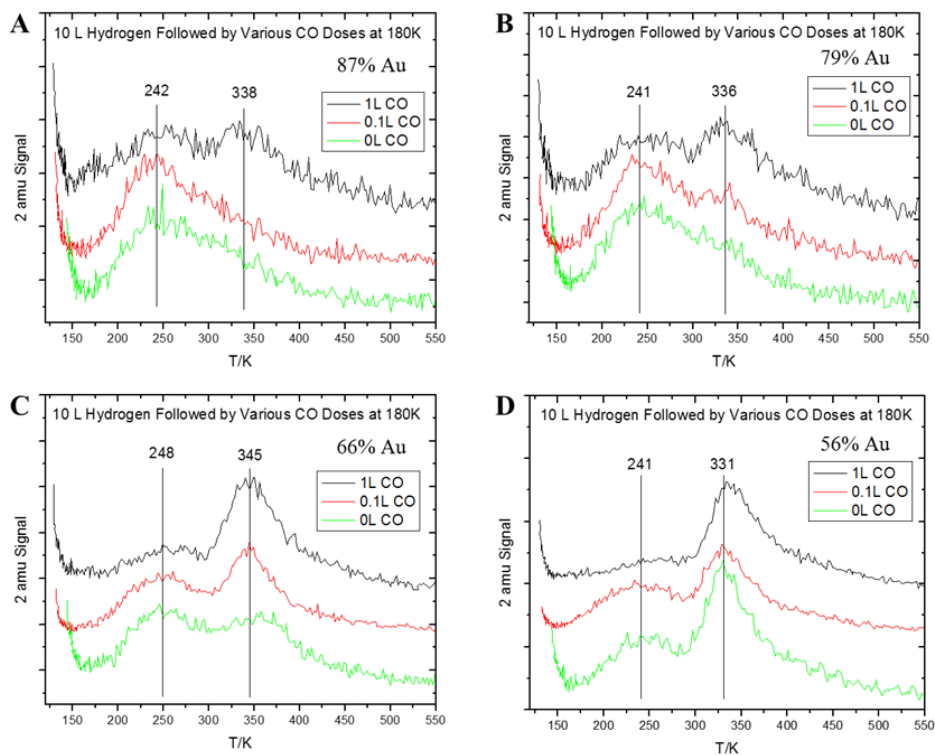 A
10 L Hydrogen Followed by Various CO Doses at 180K
87% Au
242
338
1L CO
0.1L CO
0L CO
2 amu Signal
150 200 250 300 350 400 450 500 550
T/K
B
10 L Hydrogen Followed by Various CO Doses at 180K
79% Au
241
336
1L CO
0.1L CO
0L CO
2 amu Signal
150 200 250 300 350 400 450 500 550
T/K
C
10 L Hydrogen Followed by Various CO Doses at 180K
66% Au
248
345
1L CO
0.1L CO
0L CO
2 amu Signal
150 200 250 300 350 400 450 500 550
T/K
D
10 L Hydrogen Followed by Various CO Doses at 180K
56% Au
241
331
1L CO
0.1L CO
0L CO
2 amu Signal
150 200 250 300 350 400 450 500 550
T/K